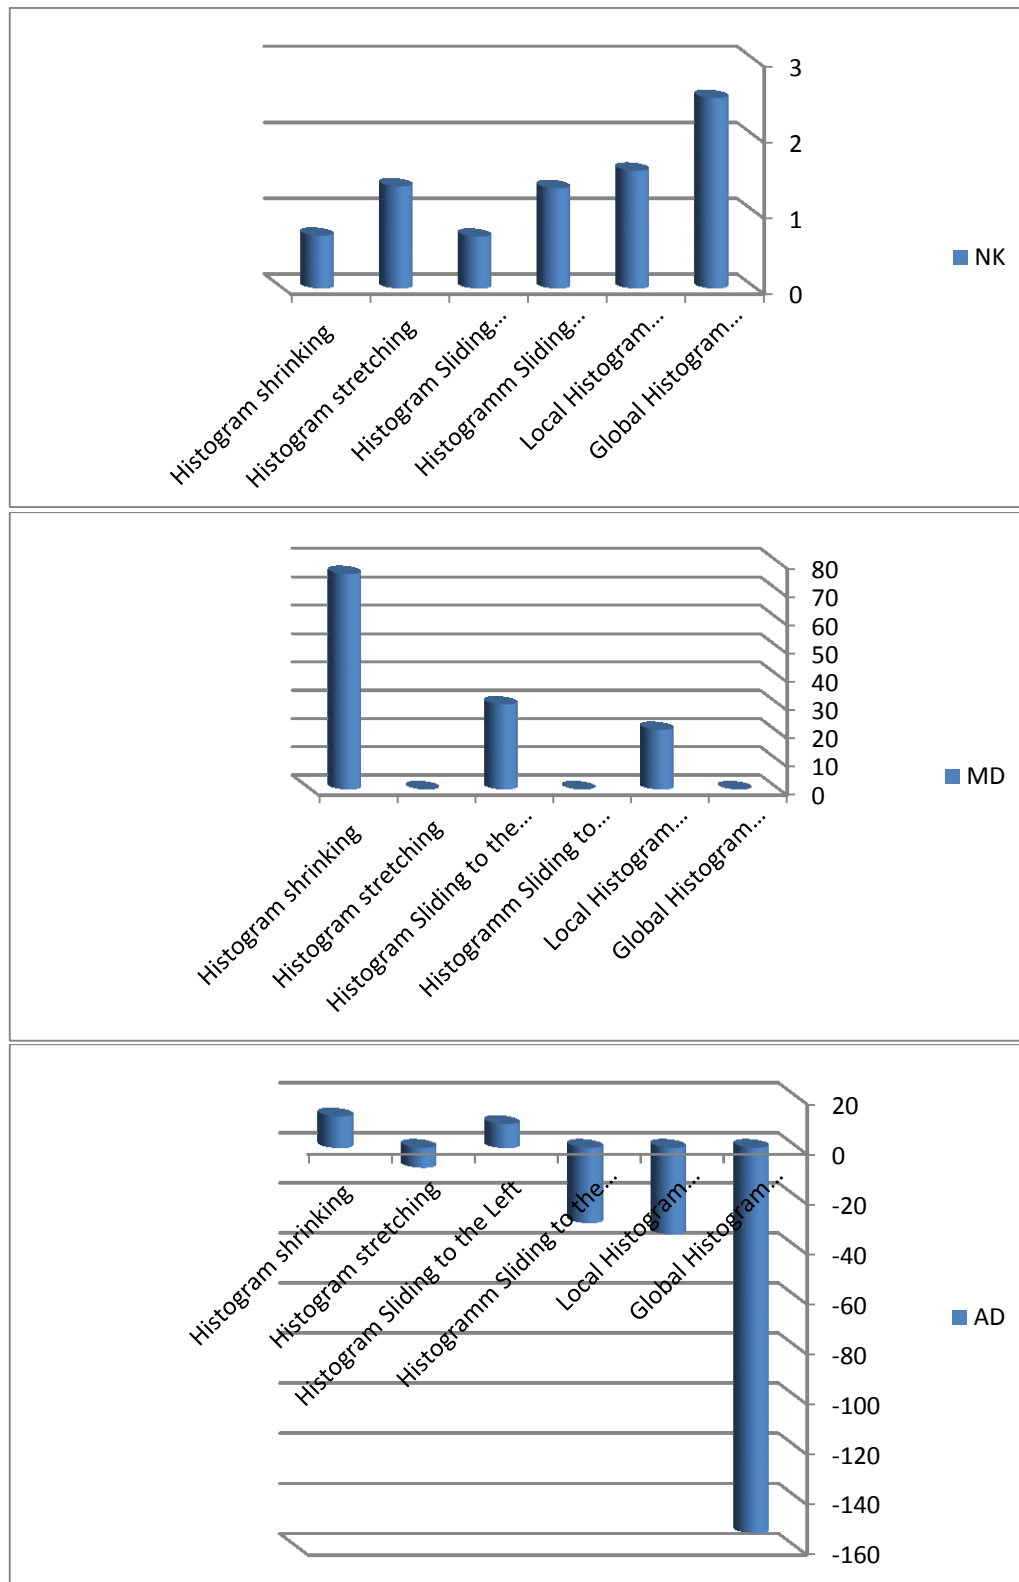 3
2
1
0
NK
Histogram shrinking
Histogram stretching
Histogram Sliding...
Histogramm Sliding...
Local Histogram...
Global Histogram...
80
70
60
50
40
30
20
10
0
MD
Histogram shrinking
Histogram stretching
Histogram Sliding to the...
Histogramm Sliding to...
Local Histogram...
Global Histogram...
20
0
-20
-40
-60
-80
-100
-120
-140
-160
AD
Histogram shrinking
Histogram stretching
Histogram Sliding to the Left
Histogramm Sliding to the...
Local Histogram...
Global Histogram...